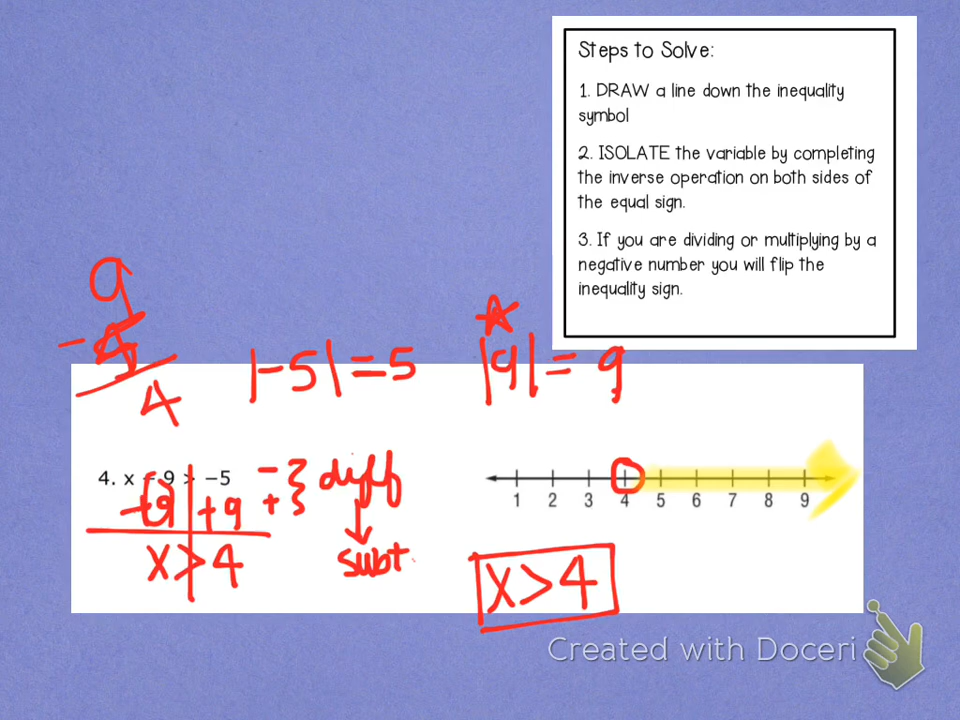 Steps to Solve:
1. DRAW a line down the inequality
symbol
2. ISOLATE the variable by completing
the inverse operation on both sides of
the equal sign.
3. If you are dividing or multiplying by a
negative number you will flip the
inequality sign.
9
4
|-5| = 5
|9| = 9
4. x - 9 > -5
+9 +9
x > 4
- } diff
+
subt.
1 2 3 4 5 6 7 8 9
x > 4
Created with Doceri